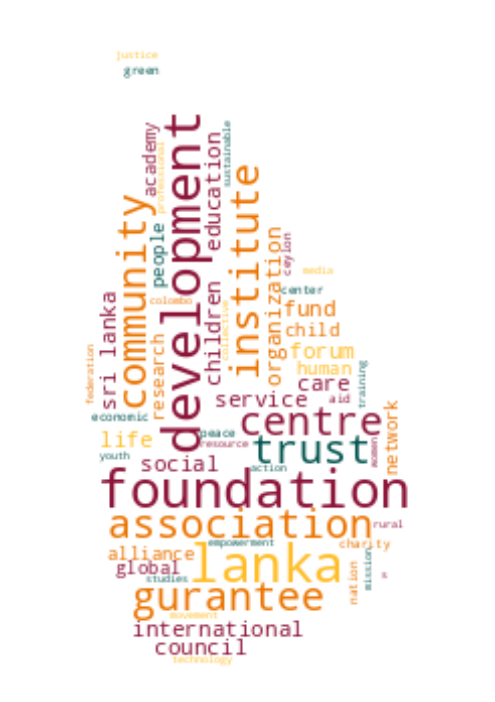 justice
green
development
sustainable
academy
education
professional
institute
community
people
organization
ceylon
media
children
center
sri lanka
colombo
collective
fund
child
research
forum
federation
human
training
care
service
aid
network
economic
centre
life
peace
resource
trust
women
youth
social
action
foundation
association
rural
empowerment
charity
alliance
lanka
global
mission
nation
studies
s
gurantee
movement
international
council
technology